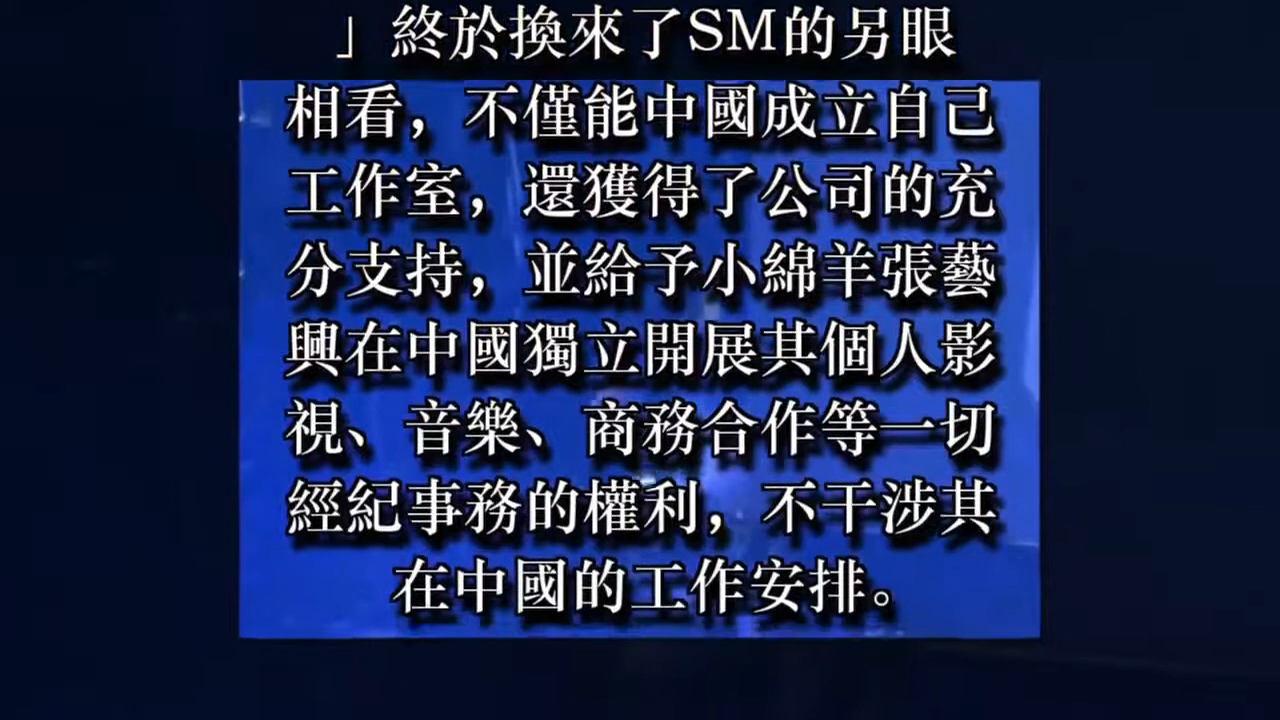 」終於換來了SM的另眼
相看，不僅能中國成立自己
工作室，還獲得了公司的充
分支持，並給予小綿羊張藝
興在中國獨立開展其個人影
視、音樂、商務合作等一切
經紀事務的權利，不干涉其
在中國的工作安排。